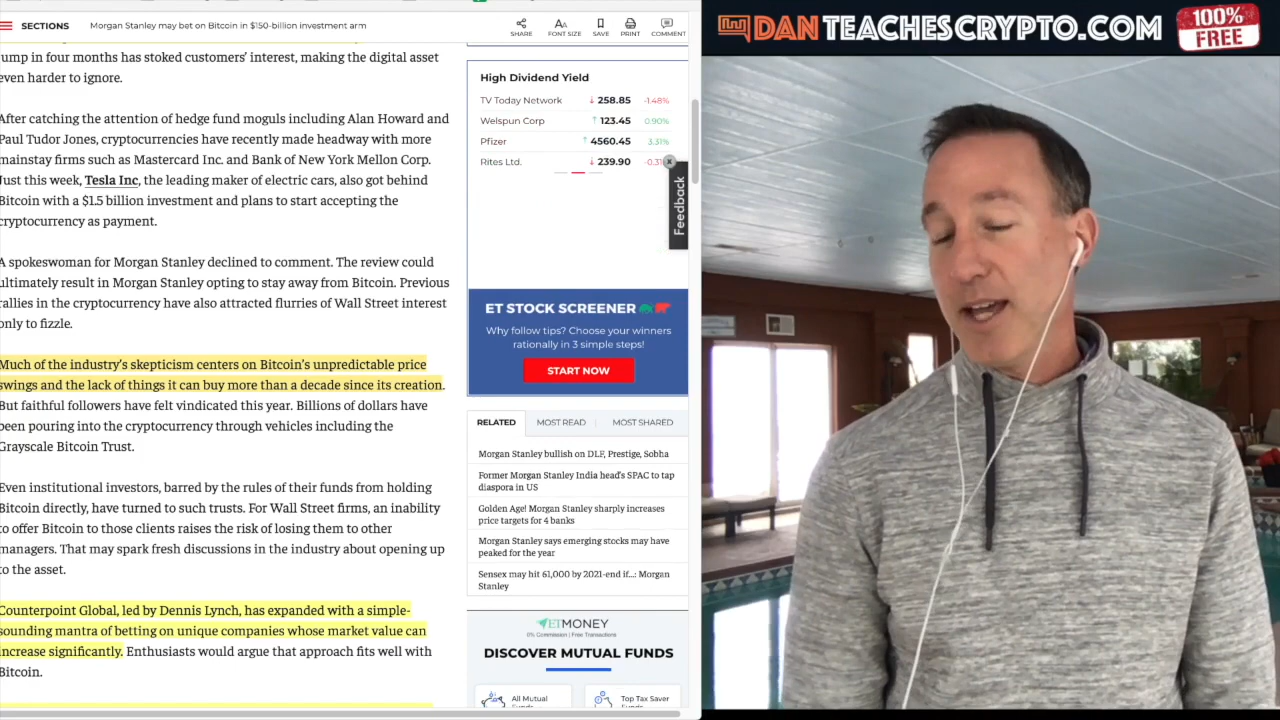 SECTIONS
Morgan Stanley may bet on Bitcoin in $150-billion investment arm
SHARE
AA
FONT SIZE
SAVE
PRINT
COMMENT
jump in four months has stoked customers' interest, making the digital asset
even harder to ignore.
After catching the attention of hedge fund moguls including Alan Howard and
Paul Tudor Jones, cryptocurrencies have recently made headway with more
mainstay firms such as Mastercard Inc. and Bank of New York Mellon Corp.
Just this week, Tesla Inc, the leading maker of electric cars, also got behind
Bitcoin with a $1.5 billion investment and plans to start accepting the
cryptocurrency as payment.
A spokeswoman for Morgan Stanley declined to comment. The review could
ultimately result in Morgan Stanley opting to stay away from Bitcoin. Previous
rallies in the cryptocurrency have also attracted flurries of Wall Street interest
only to fizzle.
Much of the industry's skepticism centers on Bitcoin's unpredictable price
swings and the lack of things it can buy more than a decade since its creation.
But faithful followers have felt vindicated this year. Billions of dollars have
been pouring into the cryptocurrency through vehicles including the
Grayscale Bitcoin Trust.
Even institutional investors, barred by the rules of their funds from holding
Bitcoin directly, have turned to such trusts. For Wall Street firms, an inability
to offer Bitcoin to those clients raises the risk of losing them to other
managers. That may spark fresh discussions in the industry about opening up
to the asset.
Counterpoint Global, led by Dennis Lynch, has expanded with a simple-
sounding mantra of betting on unique companies whose market value can
increase significantly. Enthusiasts would argue that approach fits well with
Bitcoin.
High Dividend Yield
TV Today Network ↓ 258.85 -1.48%
Welspun Corp ↑ 123.45 0.90%
Pfizer ↑ 4560.45 3.31%
Rites Ltd. ↓ 239.90 -0.31
Feedback
ET STOCK SCREENER
Why follow tips? Choose your winners
rationally in 3 simple steps!
START NOW
RELATED
MOST READ
MOST SHARED
Morgan Stanley bullish on DLF, Prestige, Sobha
Former Morgan Stanley India head's SPAC to tap
diaspora in US
Golden Age! Morgan Stanley sharply increases
price targets for 4 banks
Morgan Stanley says emerging stocks may have
peaked for the year
Sensex may hit 61,000 by 2021-end if...: Morgan
Stanley
ETMONEY
0% Commission | Free Transactions
DISCOVER MUTUAL FUNDS
All Mutual
Funds
Top Tax Saver
Funds
DANTEACHESCRYPTO.COM
100%
FREE